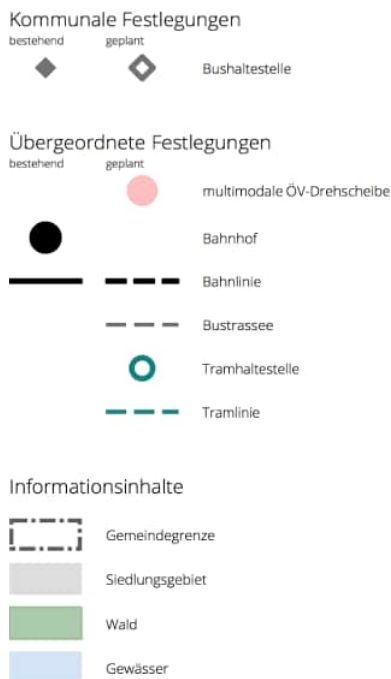 Kommunale Festlegungen
bestehend geplant
Bushaltestelle
Übergeordnete Festlegungen
bestehend geplant
multimodale ÖV-Drehscheibe
Bahnhof
Bahnlinie
Bustrassee
Tramhaltestelle
Tramlinie
Informationsinhalte
Gemeindegrenze
Siedlungsgebiet
Wald
Gewässer